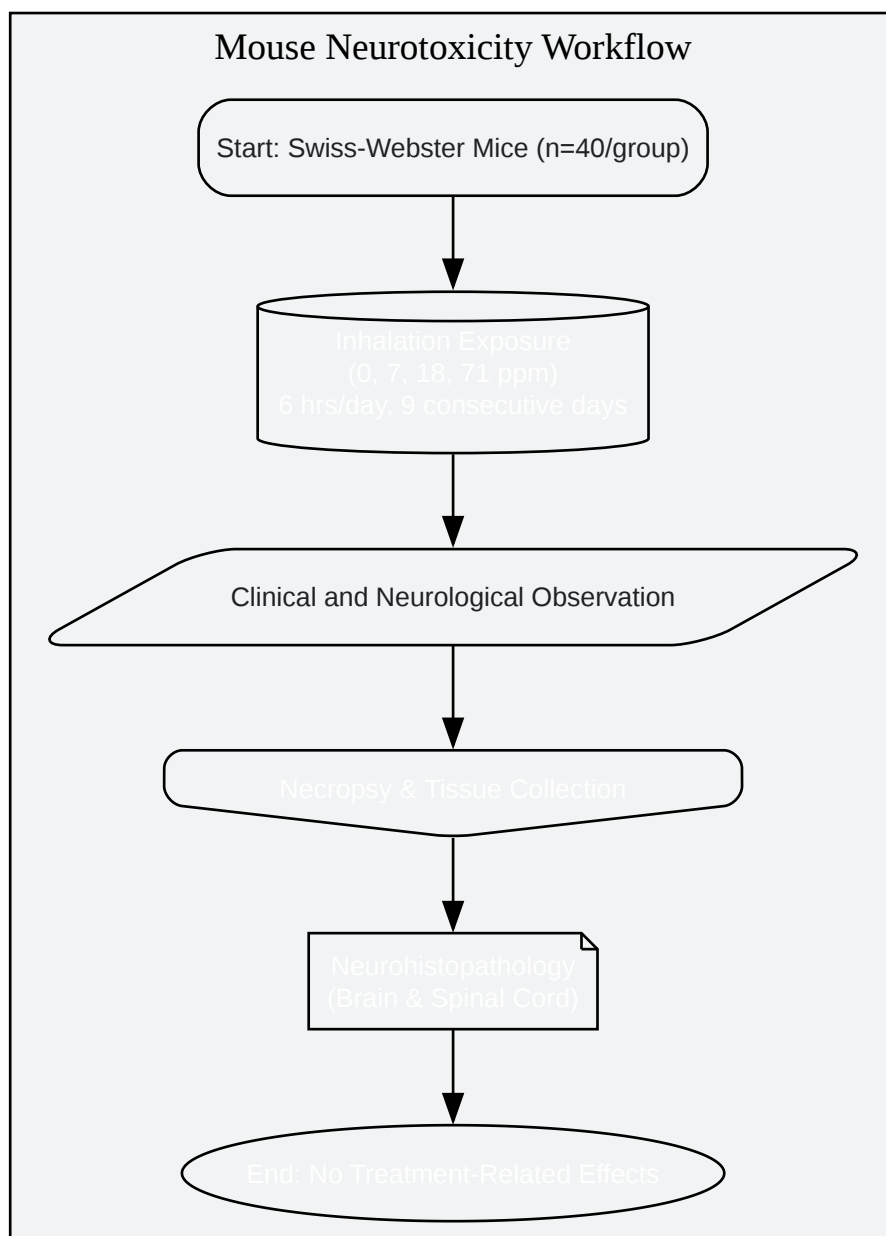 Mouse Neurotoxicity Workflow
Start: Swiss-Webster Mice (n=40/group)
Inhalation Exposure
(0, 7, 18, 71 ppm)
6 hrs/day, 9 consecutive days
Clinical and Neurological Observation
Necropsy & Tissue Collection
Neurohistopathology
(Brain & Spinal Cord)
End: No Treatment-Related Effects